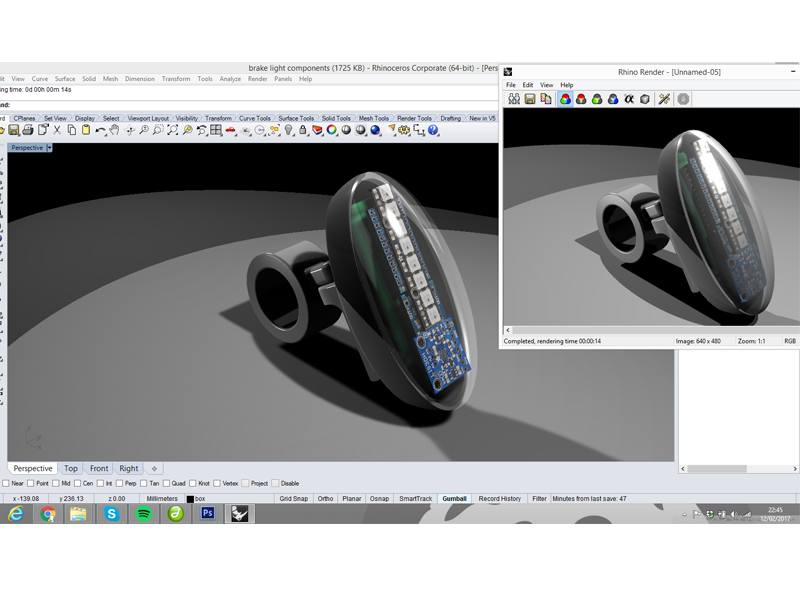 brake light components (1725 KB) - Rhinoceros Corporate (64-bit) - [Pers
View Curve Surface Solid Mesh Dimension Transform Tools Analyze Render Panels Help
ng time: 0d 00h 00m 14s
and:
rd CPlanes Set View Display Select Viewport Layout Visibility Transform Curve Tools Surface Tools Solid Tools Mesh Tools Render Tools Drafting New in V5
Perspective
Rhino Render - [Unnamed-05]
File Edit View Help
Completed, rendering time 00:00:14 Image: 640 x 480 Zoom: 1:1 RGB
Perspective Top Front Right
Near Point Mid Cen Int Perp Tan Quad Knot Vertex Project Disable
x -139.08 y 236.13 z 0.00 Millimeters box Grid Snap Ortho Planar Osnap SmartTrack Gumball Record History Filter Minutes from last save: 47
Ps
22:45
12/02/2017